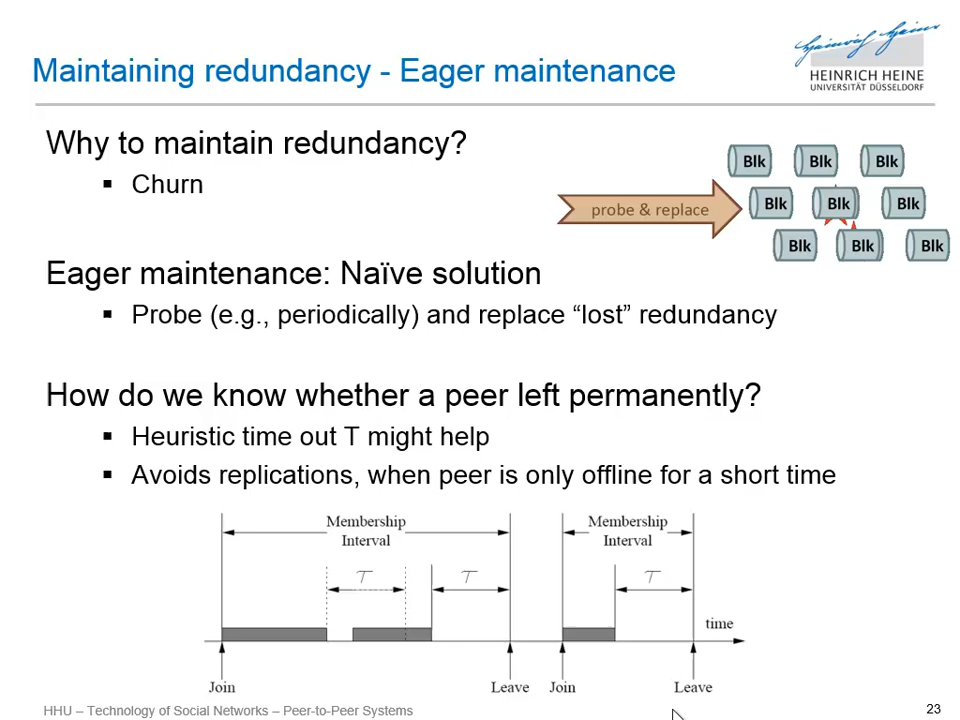 Maintaining redundancy - Eager maintenance
Heinrich Heine
HEINRICH HEINE
UNIVERSITÄT DÜSSELDORF
Why to maintain redundancy?
▪ Churn
probe & replace
Blk Blk Blk
Blk Blk Blk
Blk Blk Blk
Eager maintenance: Naïve solution
▪ Probe (e.g., periodically) and replace “lost” redundancy
How do we know whether a peer left permanently?
▪ Heuristic time out T might help
▪ Avoids replications, when peer is only offline for a short time
Membership Membership
Interval Interval
τ τ τ
time
Join Leave Join Leave
HHU – Technology of Social Networks – Peer-to-Peer Systems
23